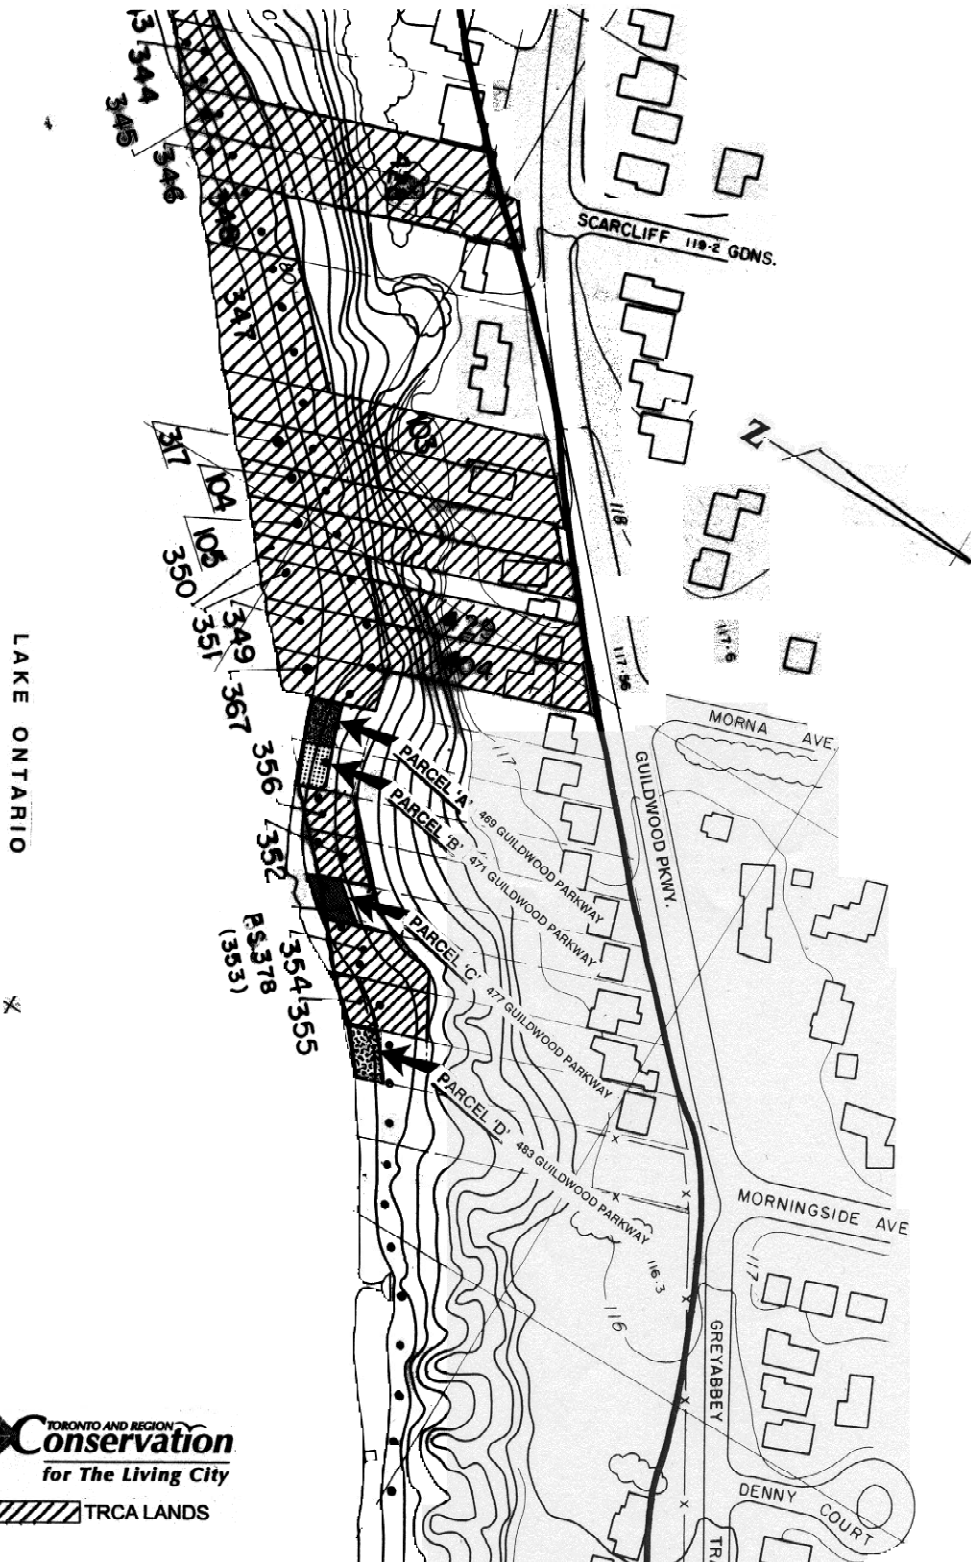 344
345
346
347
SCARCLIFF 119·2 GDNS.
103
317
104
105
350
351
349
367
118
117·56
117·6
Z
MORNA AVE
GUILDWOOD PKWY.
117
LAKE ONTARIO
356
352
BS378
(353)
354
355
PARCEL 'A' 469 GUILDWOOD PARKWAY
PARCEL 'B' 471 GUILDWOOD PARKWAY
PARCEL 'C' 477 GUILDWOOD PARKWAY
PARCEL 'D' 483 GUILDWOOD PARKWAY
MORNINGSIDE AVE
116·3
116
117
GREYABBEY
TR
DENNY COURT
TORONTO AND REGION
Conservation
for The Living City
TRCA LANDS